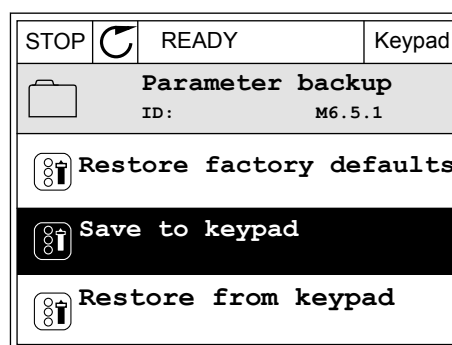 STOP READY Keypad
Parameter backup
ID: M6.5.1
Restore factory defaults
Save to keypad
Restore from keypad